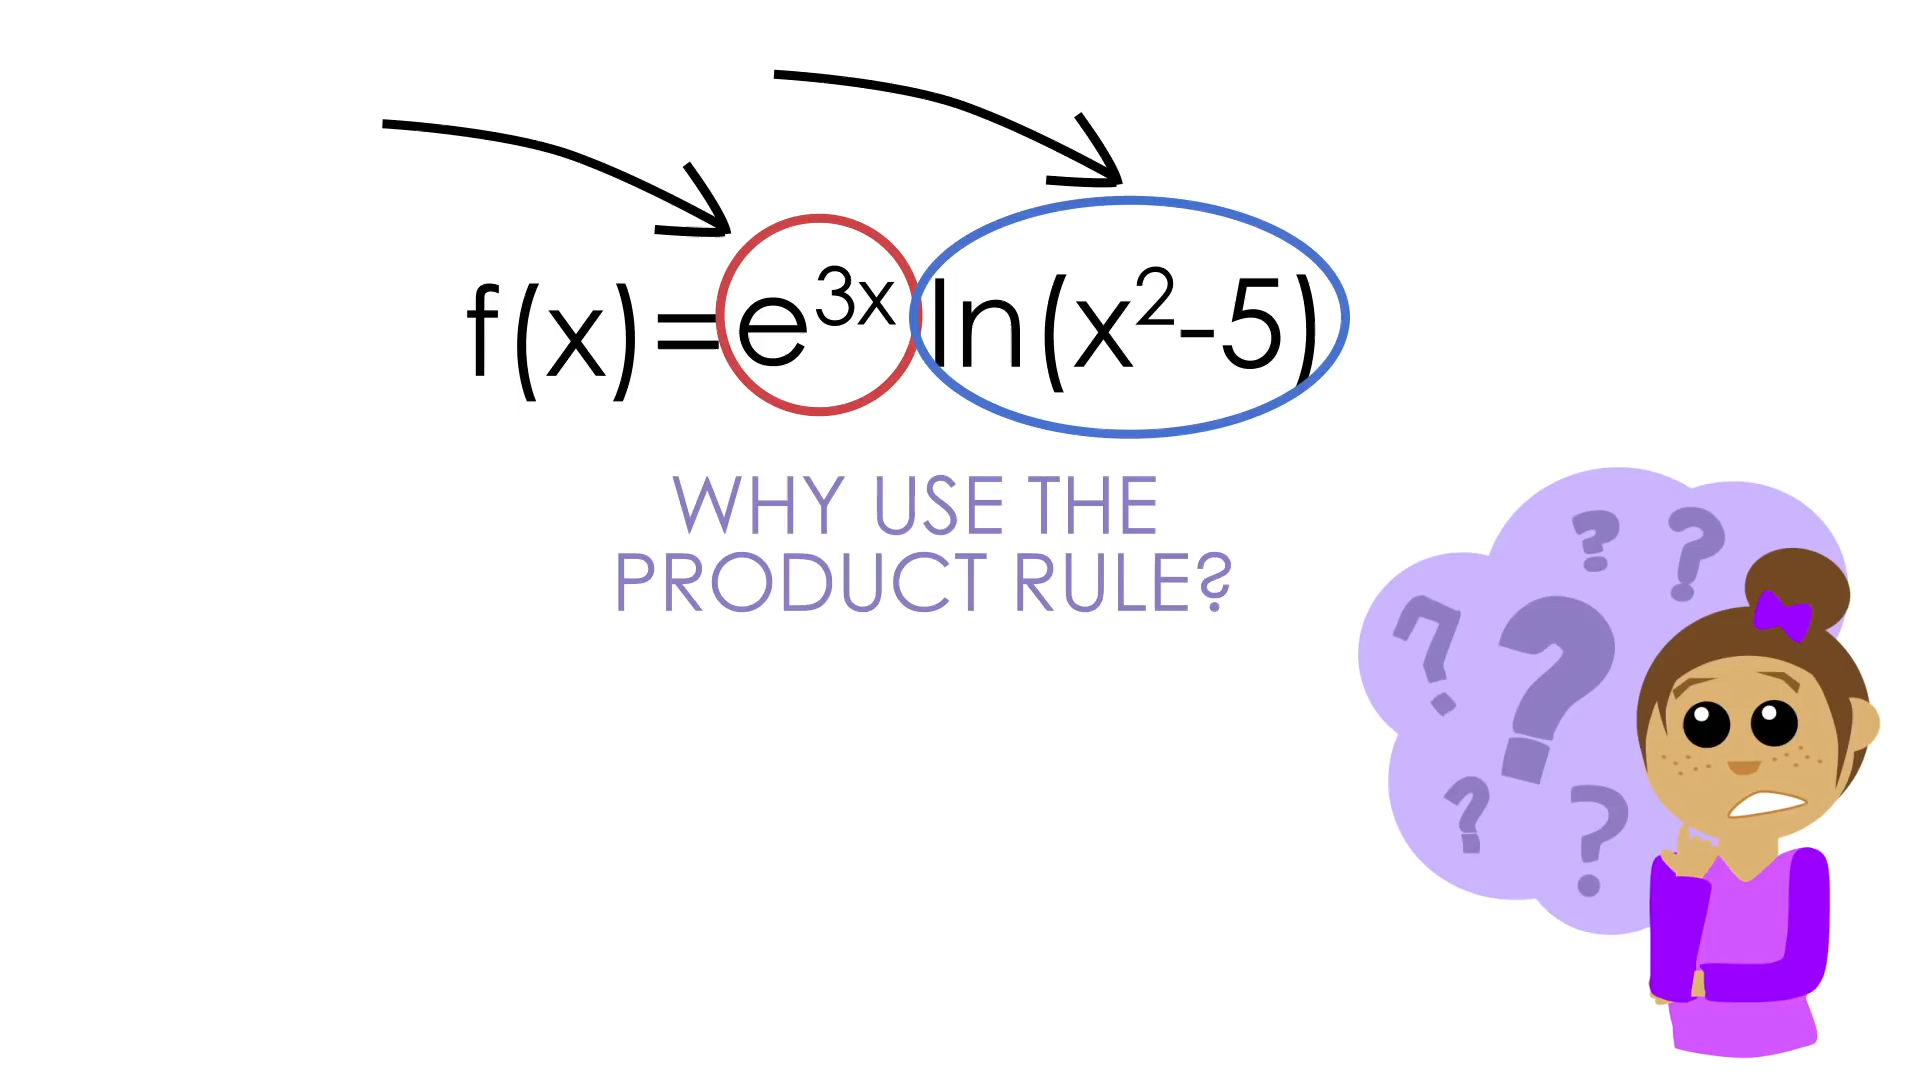 f(x)=e³ˣ ln(x²-5)
WHY USE THE
PRODUCT RULE?
? ?
? ?
? ?